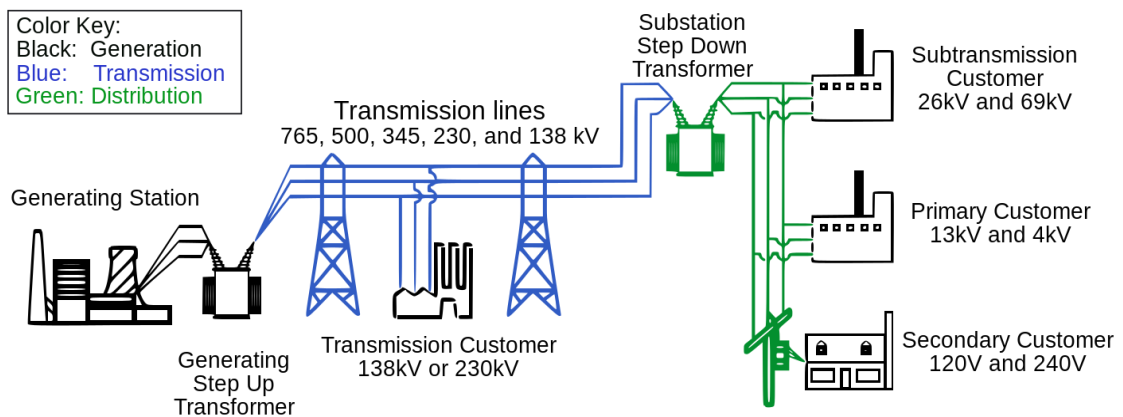 Color Key:
Black: Generation
Blue: Transmission
Green: Distribution
Substation
Step Down
Transformer
Subtransmission
Customer
26kV and 69kV
Transmission lines
765, 500, 345, 230, and 138 kV
Generating Station
Primary Customer
13kV and 4kV
Transmission Customer
138kV or 230kV
Generating
Step Up
Transformer
Secondary Customer
120V and 240V